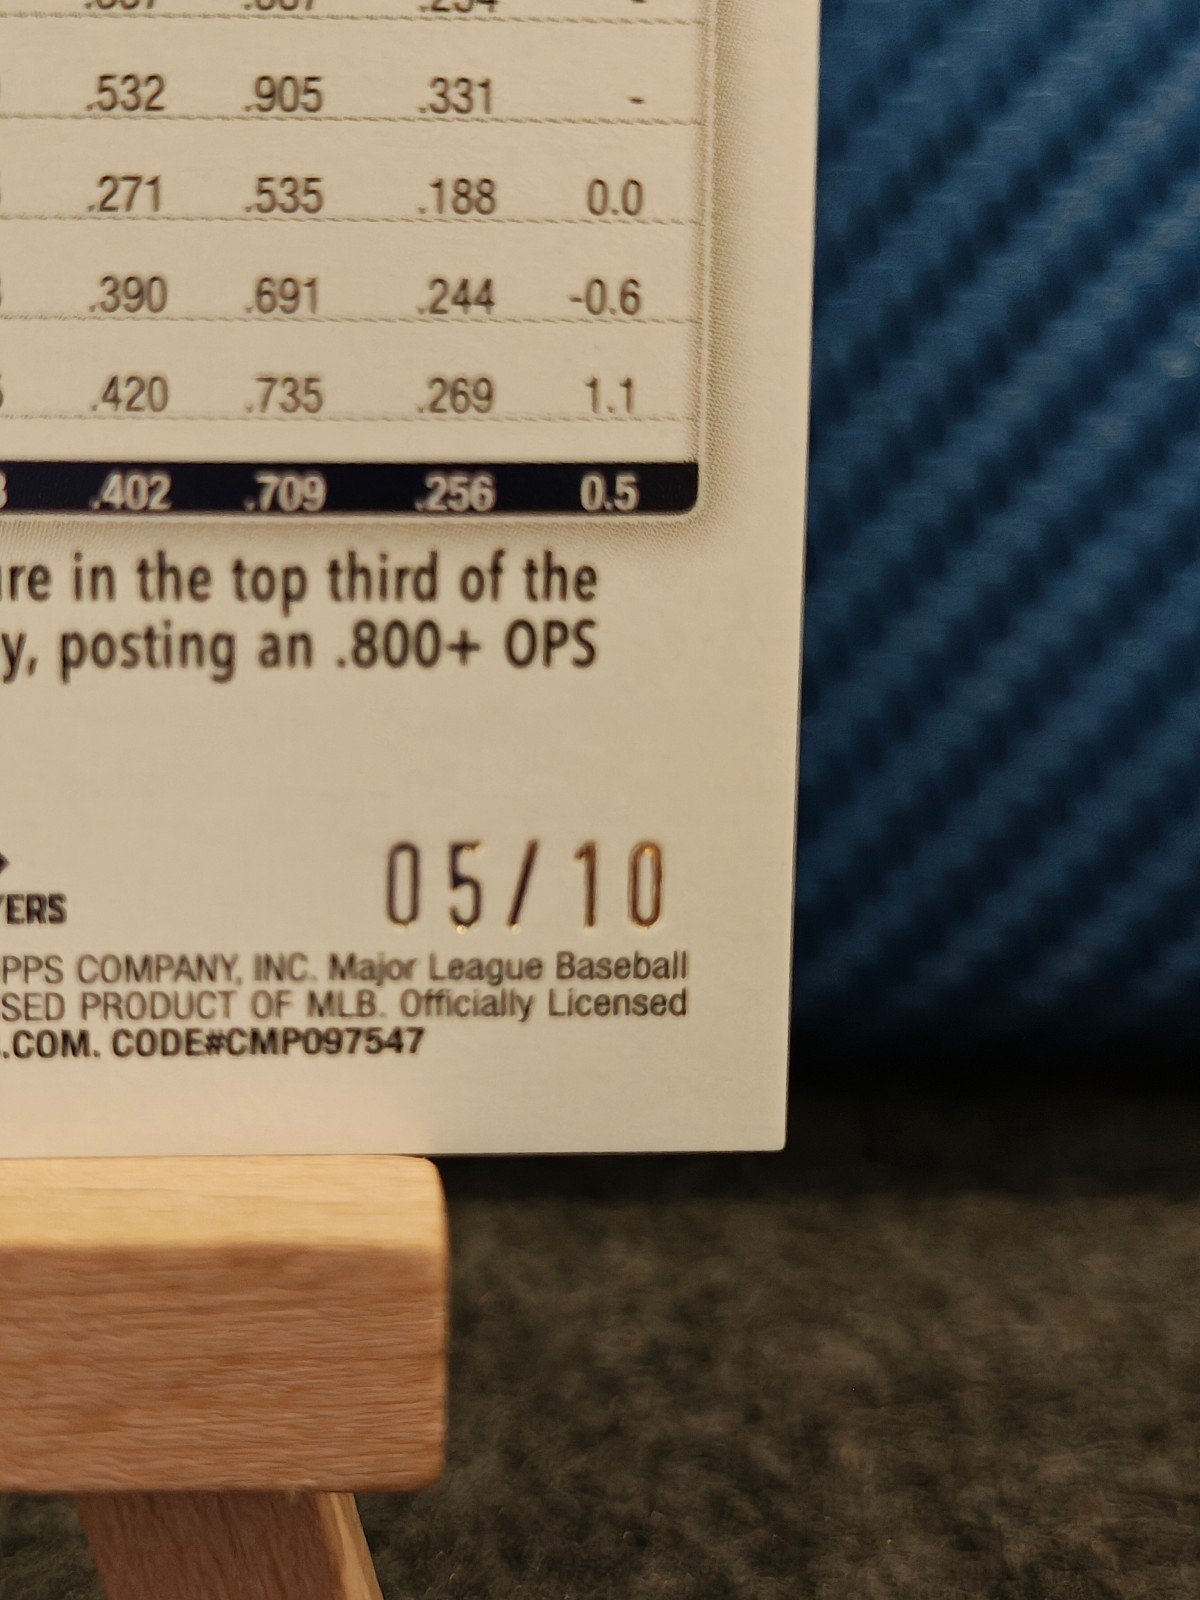 .532 .905 .331 -
.271 .535 .188 0.0
.390 .691 .244 -0.6
.420 .735 .269 1.1
.402 .709 .256 0.5
re in the top third of the
y, posting an .800+ OPS
YERS
05/10
PPS COMPANY, INC. Major League Baseball
SED PRODUCT OF MLB. Officially Licensed
.COM. CODE#CMP097547